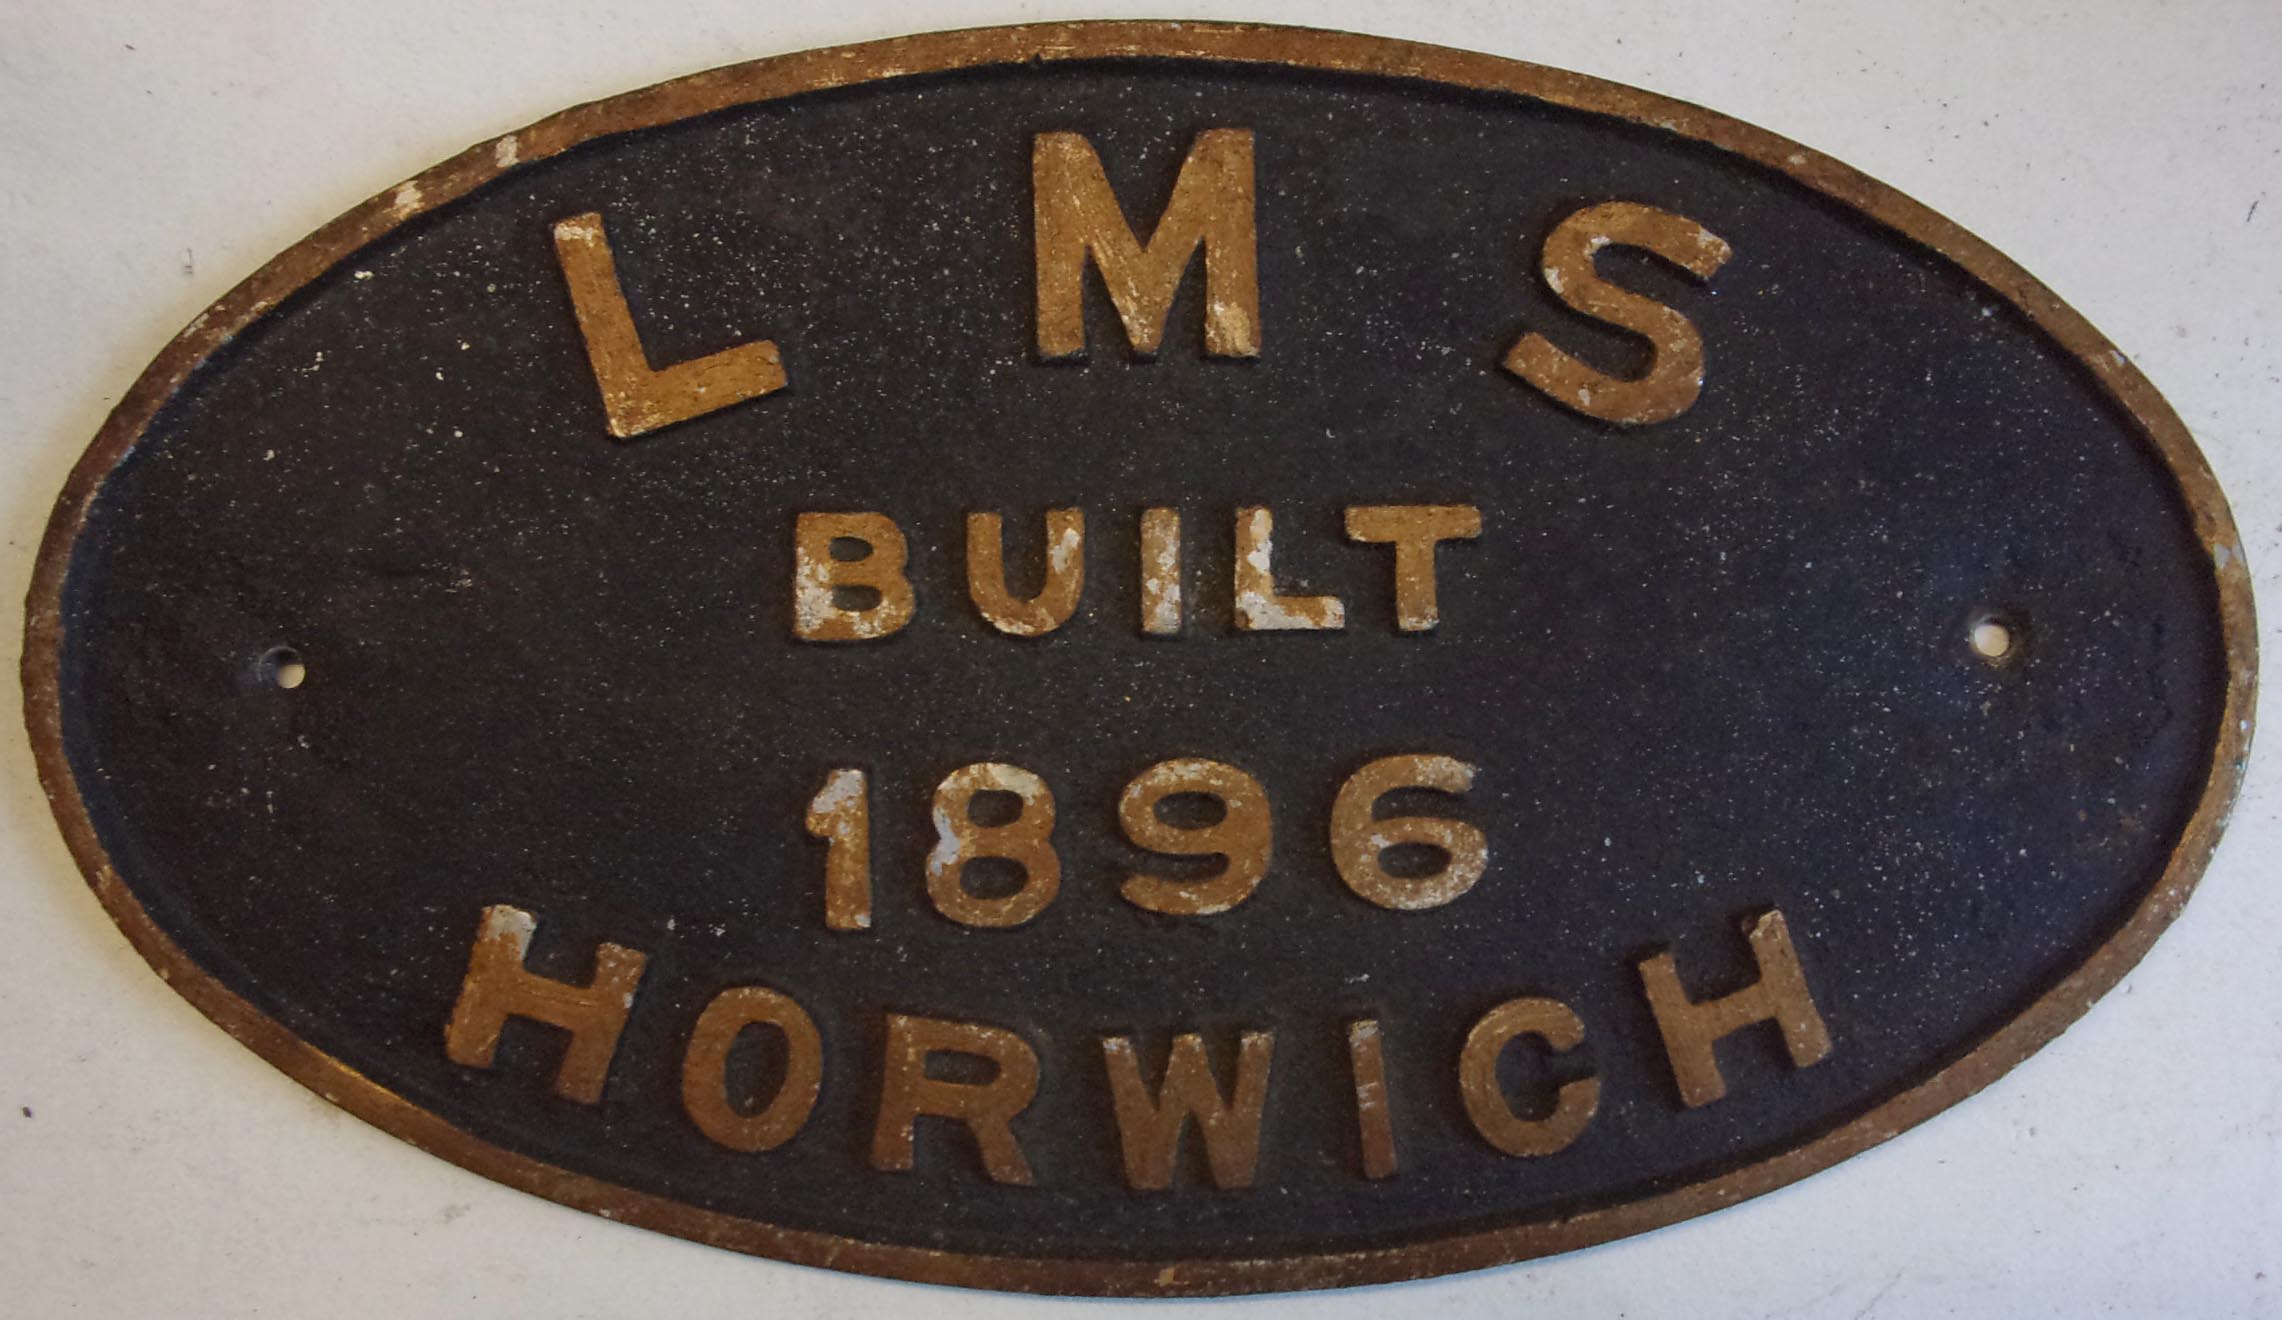 L M S
BUILT
1896
HORWICH